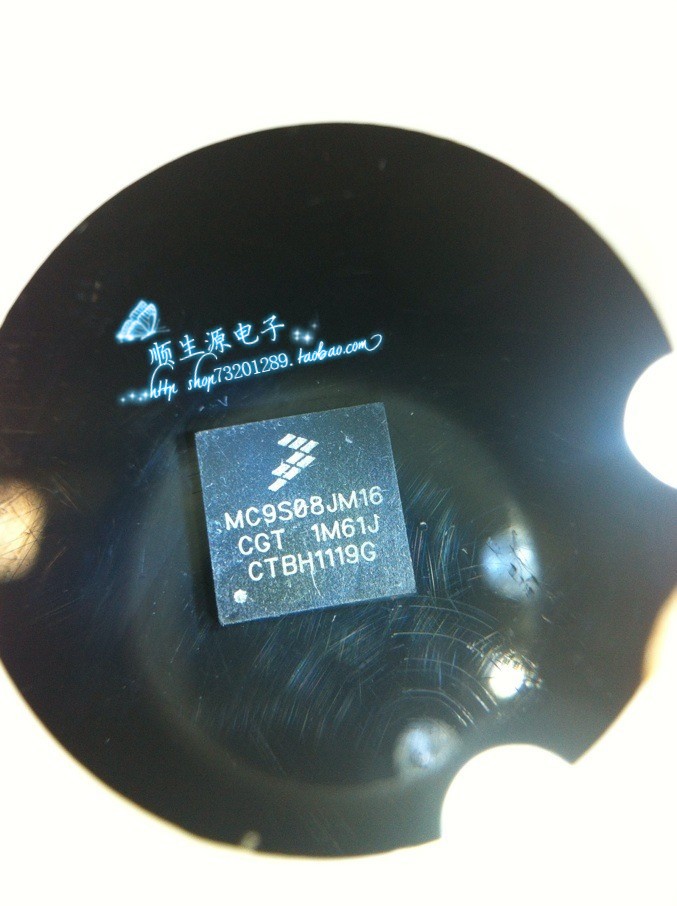 顺生源电子
http shop73201289.taobao.com
MC9S08JM16
CGT 1M61J
CTBH1119G